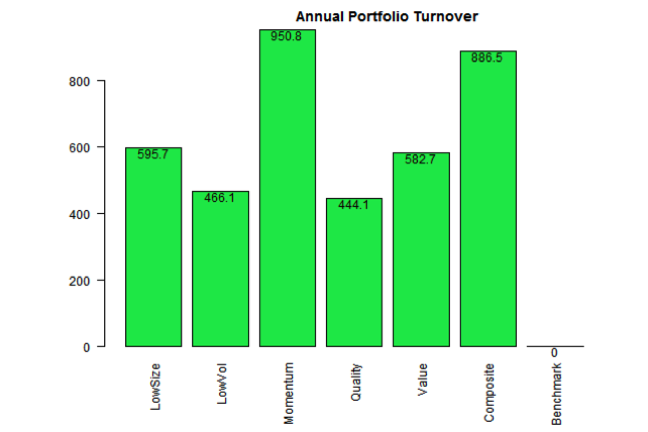 Annual Portfolio Turnover
950.8
886.5
800
600
595.7
582.7
466.1
444.1
400
200
0
0
LowSize
LowVol
Momentum
Quality
Value
Composite
Benchmark